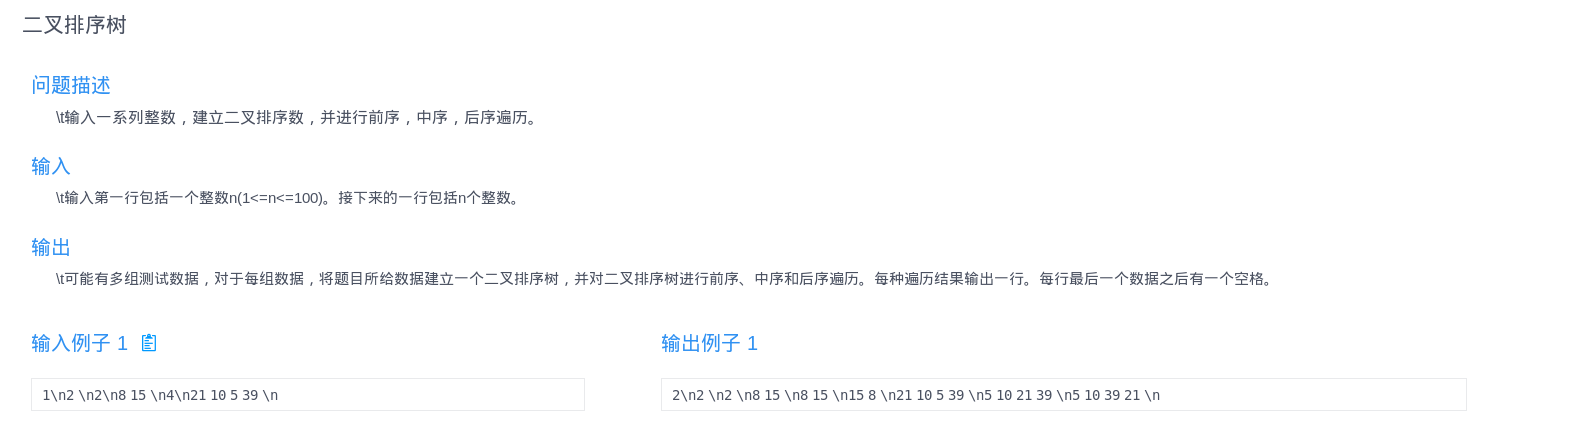 二叉排序树
问题描述
\t输入一系列整数，建立二叉排序数，并进行前序，中序，后序遍历。
输入
\t输入第一行包括一个整数n(1<=n<=100)。接下来的一行包括n个整数。
输出
\t可能有多组测试数据，对于每组数据，将题目所给数据建立一个二叉排序树，并对二叉排序树进行前序、中序和后序遍历。每种遍历结果输出一行。每行最后一个数据之后有一个空格。
输入例子 1
1\n2 \n2\n8 15 \n4\n21 10 5 39 \n
输出例子 1
2\n2 \n2 \n8 15 \n8 15 \n15 8 \n21 10 5 39 \n5 10 21 39 \n5 10 39 21 \n